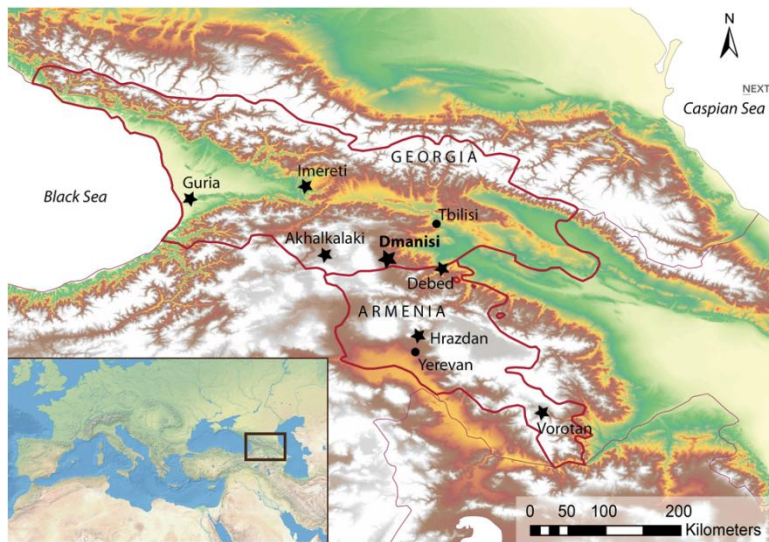 N
NEXT
Caspian Sea
GEORGIA
Imereti
Guria
Black Sea
Tbilisi
Akhalkalaki
Dmanisi
Debed
ARMENIA
Hrazdan
Yerevan
Vorotan
0 50 100 200
Kilometers